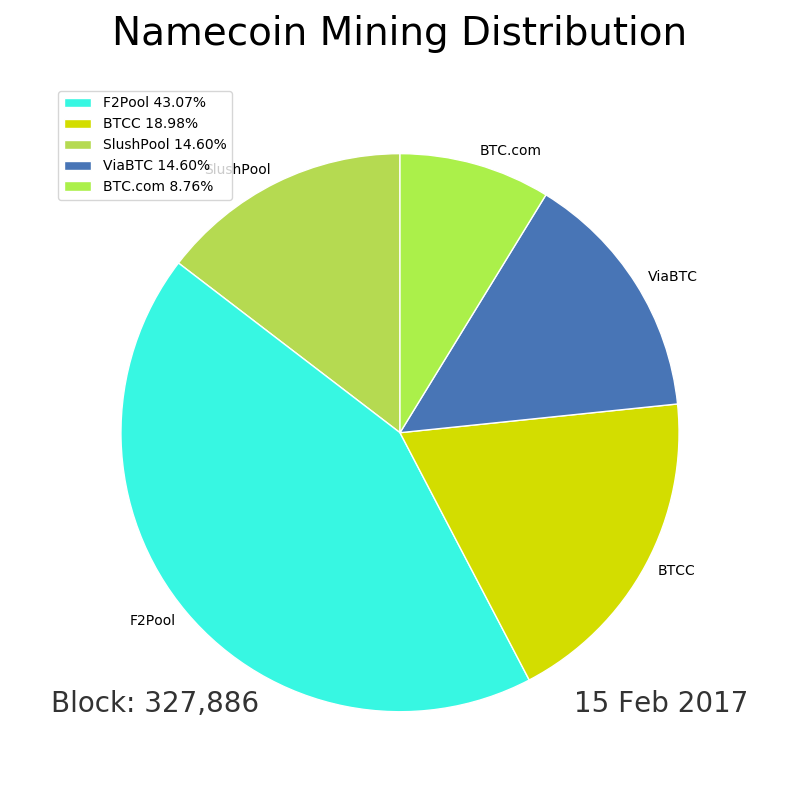 Namecoin Mining Distribution
F2Pool 43.07%
BTCC 18.98%
SlushPool 14.60%
ViaBTC 14.60%
BTC.com 8.76%
SlushPool
BTC.com
ViaBTC
BTCC
F2Pool
Block: 327,886
15 Feb 2017